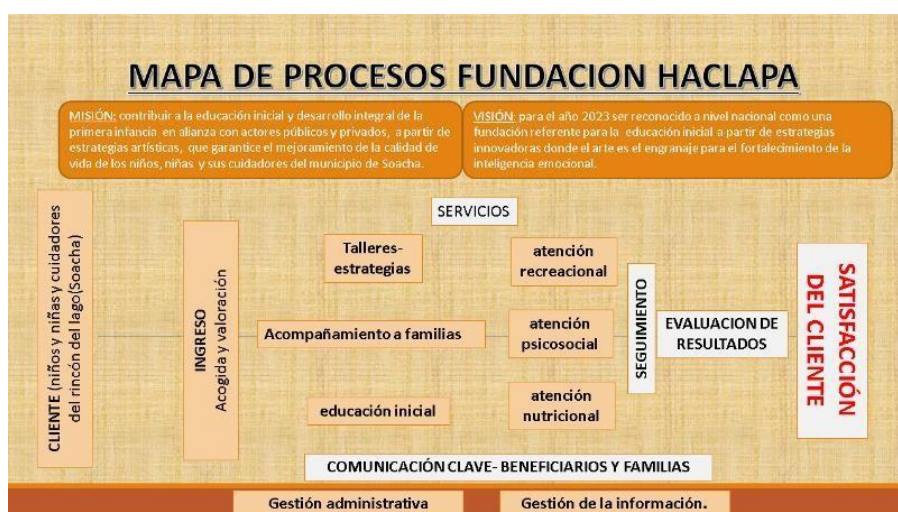 MAPA DE PROCESOS FUNDACION HACLAPA
MISIÓN: contribuir a la educación inicial y desarrollo integral de la
primera infancia en alianza con actores públicos y privados, a partir de
estrategias artísticas, que garantice el mejoramiento de la calidad de
vida de los niños, niñas y sus cuidadores del municipio de Soacha.
VISIÓN: para el año 2023 ser reconocido a nivel nacional como una
fundación referente para la educación inicial a partir de estrategias
innovadoras donde el arte es el engranaje para el fortalecimiento de la
inteligencia emocional.
CLIENTE (niños y niñas y cuidadores
del rincón del lago(Soacha)
INGRESO
Acogida y valoración
SERVICIOS
Talleres-
estrategias
atención
recreacional
Acompañamiento a familias
atención
psicosocial
educación inicial
atención
nutricional
SEGUIMIENTO
EVALUACION DE
RESULTADOS
SATISFACCIÓN
DEL CLIENTE
COMUNICACIÓN CLAVE- BENEFICIARIOS Y FAMILIAS
Gestión administrativa
Gestión de la información.